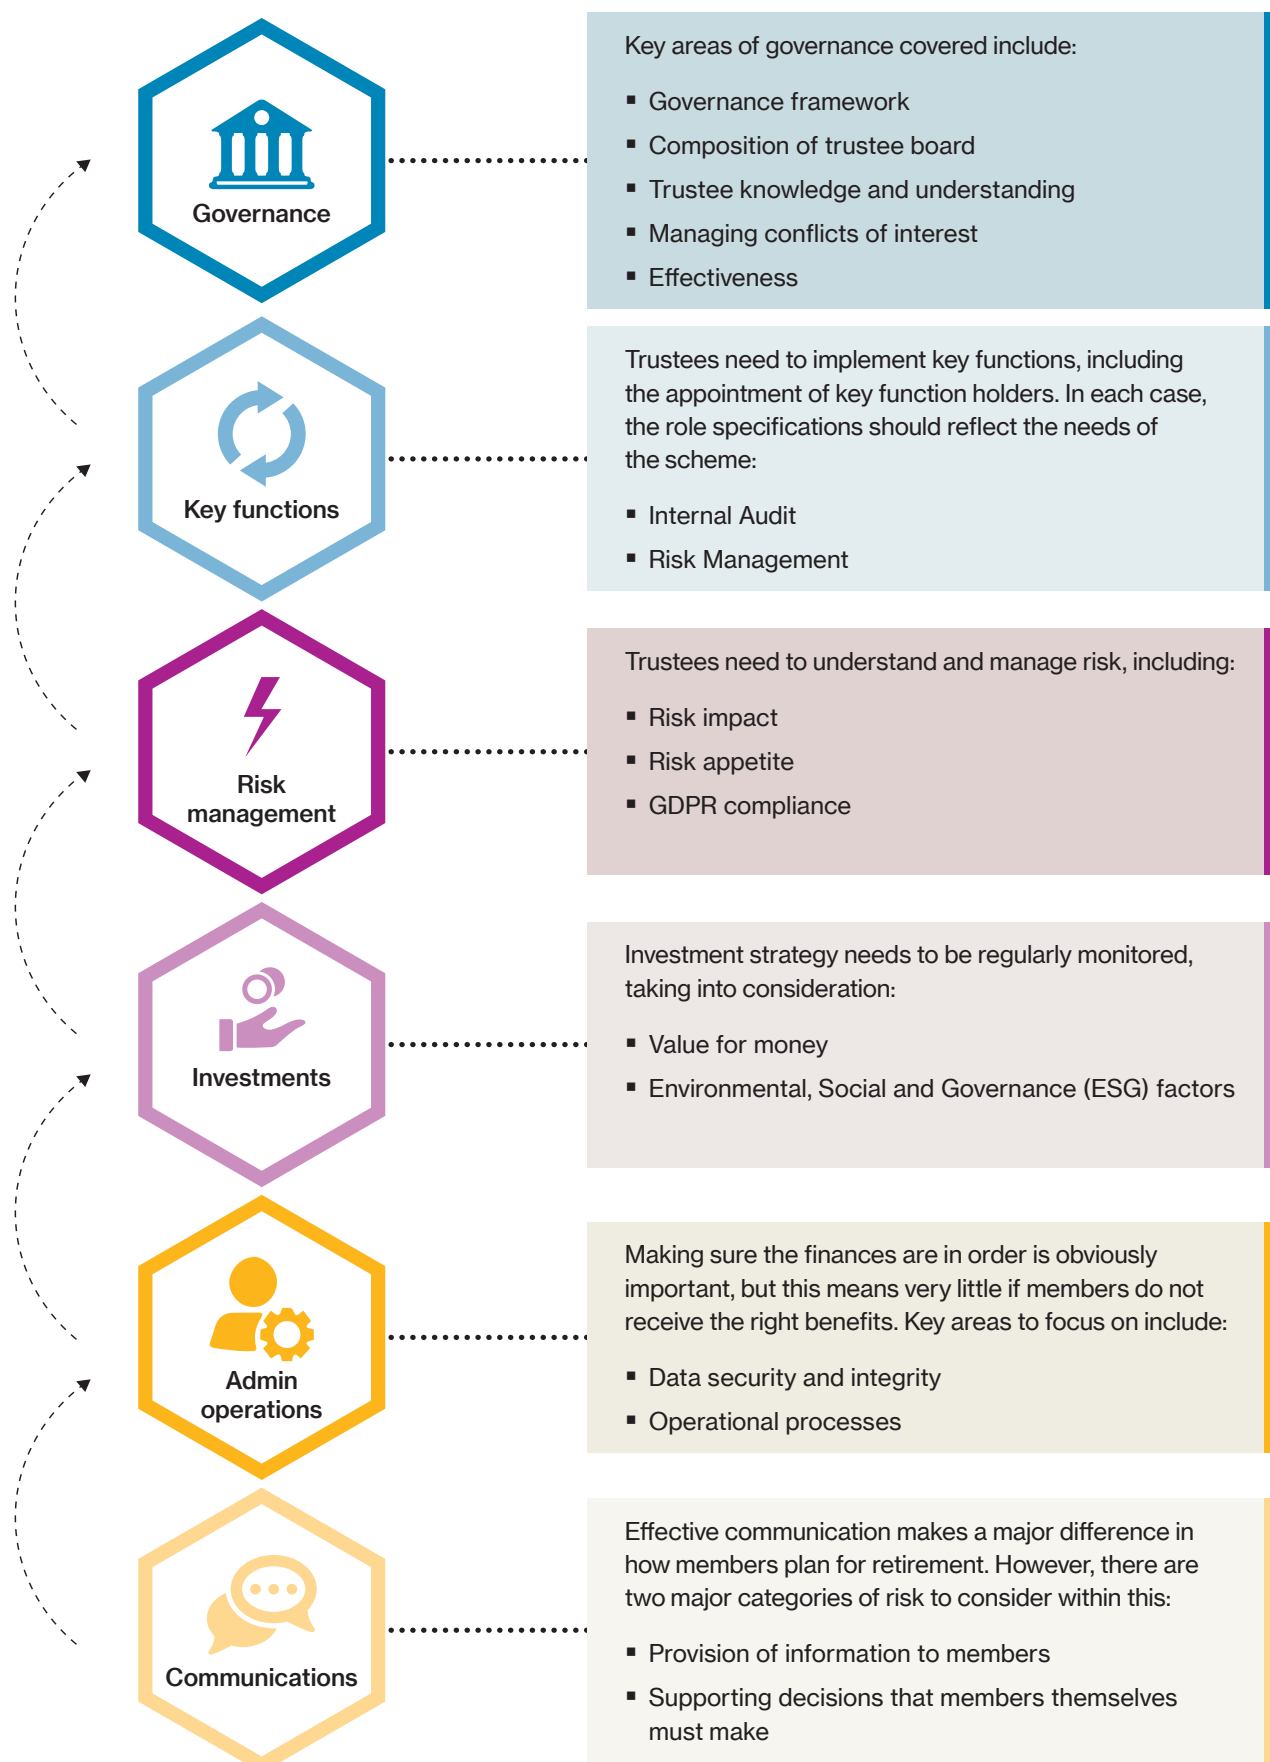 Governance
Key areas of governance covered include:
▪ Governance framework
▪ Composition of trustee board
▪ Trustee knowledge and understanding
▪ Managing conflicts of interest
▪ Effectiveness
Key functions
Trustees need to implement key functions, including
the appointment of key function holders. In each case,
the role specifications should reflect the needs of
the scheme:
▪ Internal Audit
▪ Risk Management
Risk
management
Trustees need to understand and manage risk, including:
▪ Risk impact
▪ Risk appetite
▪ GDPR compliance
Investments
Investment strategy needs to be regularly monitored,
taking into consideration:
▪ Value for money
▪ Environmental, Social and Governance (ESG) factors
Admin
operations
Making sure the finances are in order is obviously
important, but this means very little if members do not
receive the right benefits. Key areas to focus on include:
▪ Data security and integrity
▪ Operational processes
Communications
Effective communication makes a major difference in
how members plan for retirement. However, there are
two major categories of risk to consider within this:
▪ Provision of information to members
▪ Supporting decisions that members themselves
must make